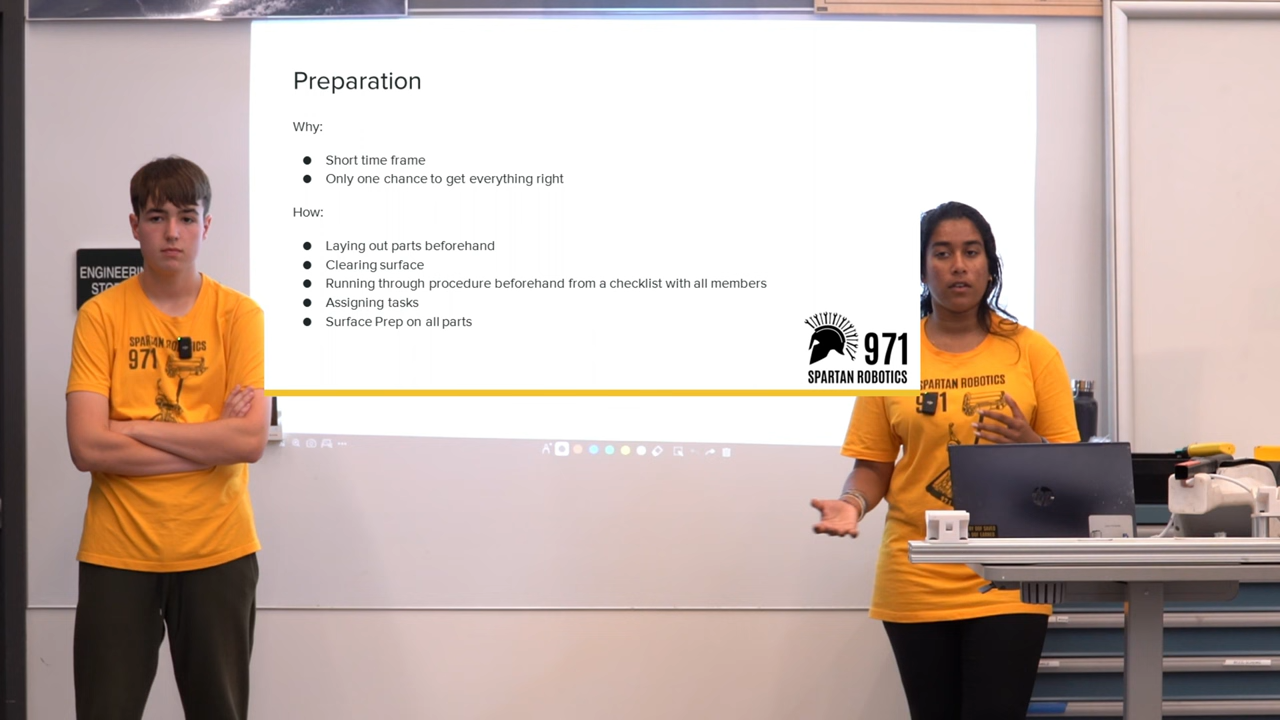 Preparation
Why:
● Short time frame
● Only one chance to get everything right
How:
● Laying out parts beforehand
● Clearing surface
● Running through procedure beforehand from a checklist with all members
● Assigning tasks
● Surface Prep on all parts
971
SPARTAN ROBOTICS
ENGINEERIN
SPARTAN ROBOTICS
971
SPARTAN ROBOTICS
971
hp